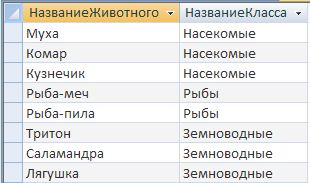 НазваниеЖивотного НазваниеКласса
Муха Насекомые
Комар Насекомые
Кузнечик Насекомые
Рыба-меч Рыбы
Рыба-пила Рыбы
Тритон Земноводные
Саламандра Земноводные
Лягушка Земноводные